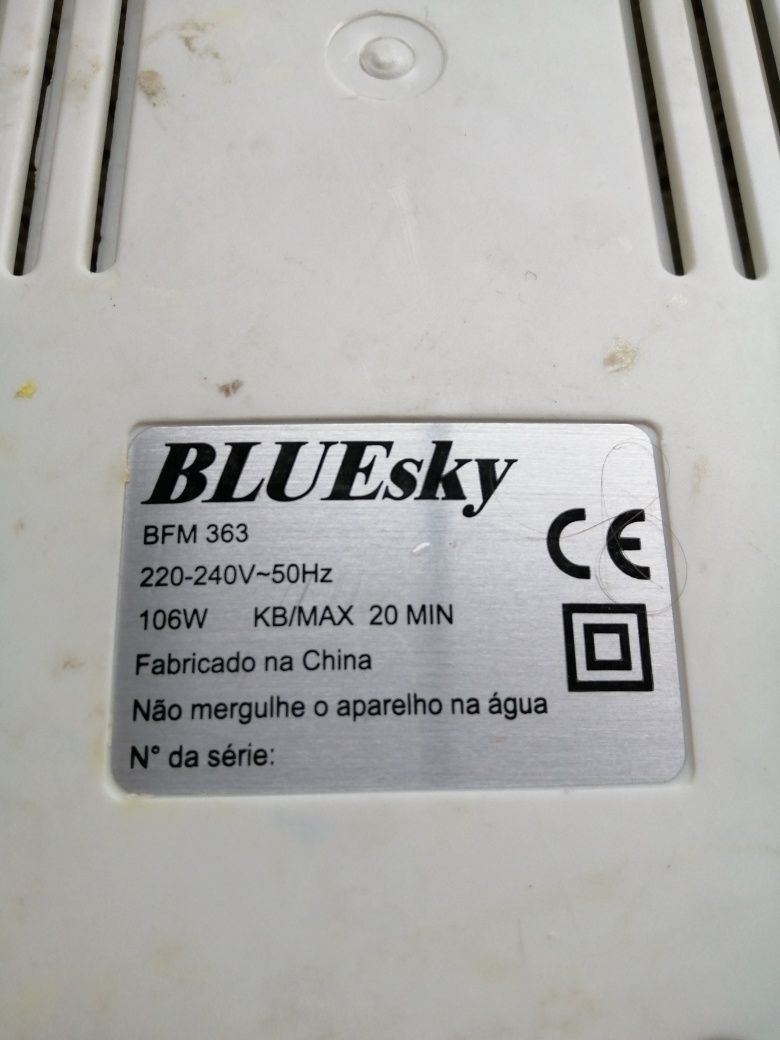 BLUEsky
BFM 363
220-240V~50Hz
106W KB/MAX 20 MIN
Fabricado na China
Não mergulhe o aparelho na água
N° da série:
CE